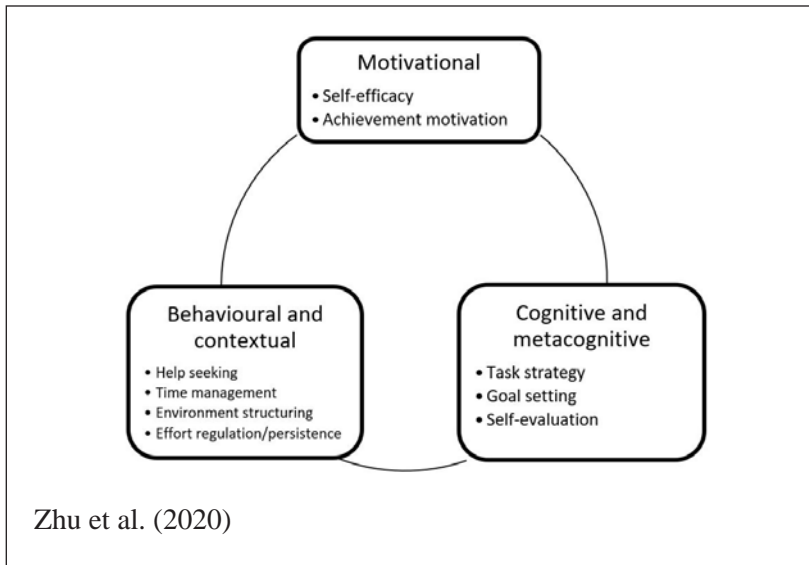 Motivational
• Self-efficacy
• Achievement motivation
Behavioural and
contextual
• Help seeking
• Time management
• Environment structuring
• Effort regulation/persistence
Cognitive and
metacognitive
• Task strategy
• Goal setting
• Self-evaluation
Zhu et al. (2020)